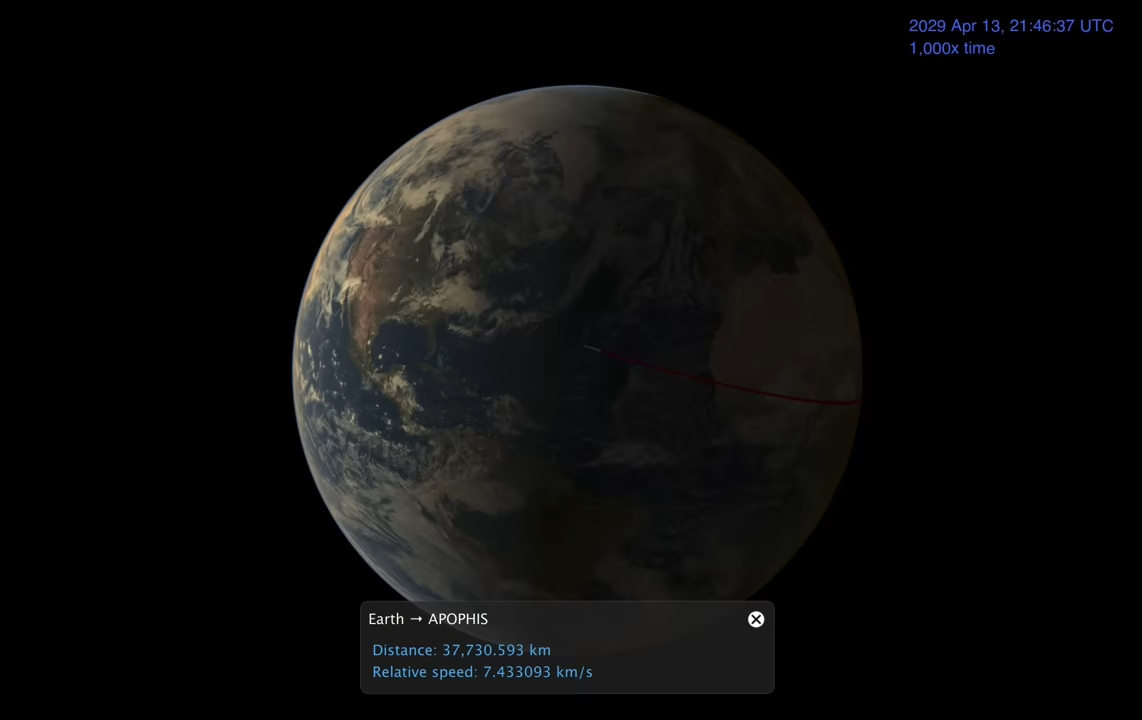 2029 Apr 13, 21:46:37 UTC
1,000x time
Earth → APOPHIS
Distance: 37,730.593 km
Relative speed: 7.433093 km/s